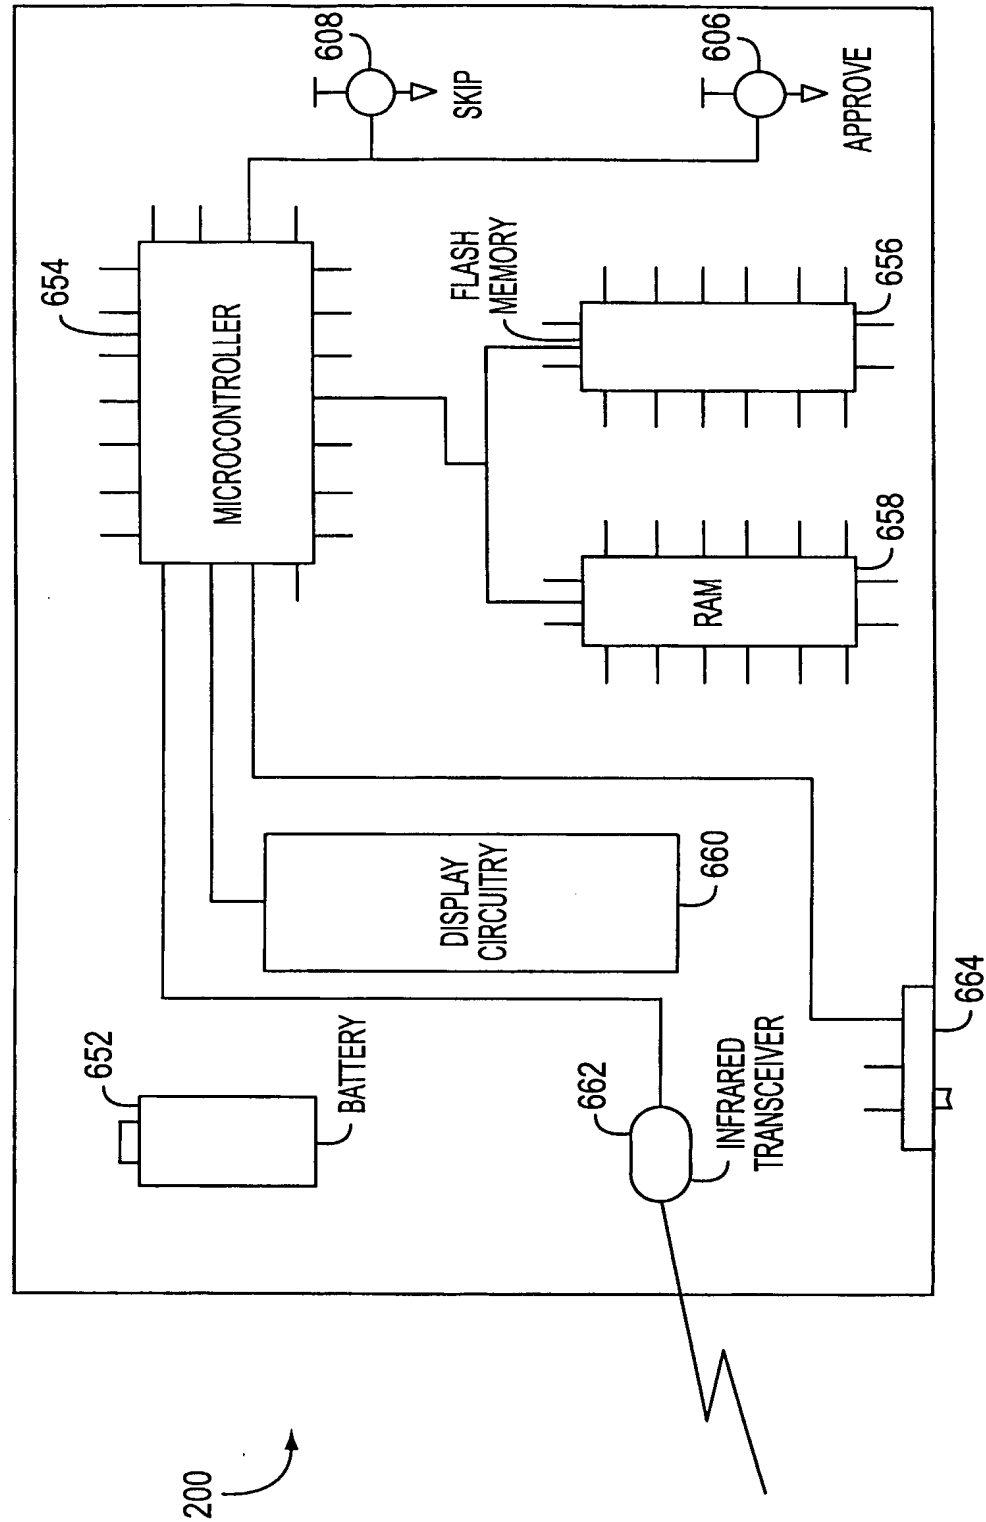 200
652
BATTERY
662
INFRARED
TRANSCEIVER
664
DISPLAY
CIRCUITRY
660
654
MICROCONTROLLER
RAM
658
FLASH
MEMORY
656
608
SKIP
606
APPROVE